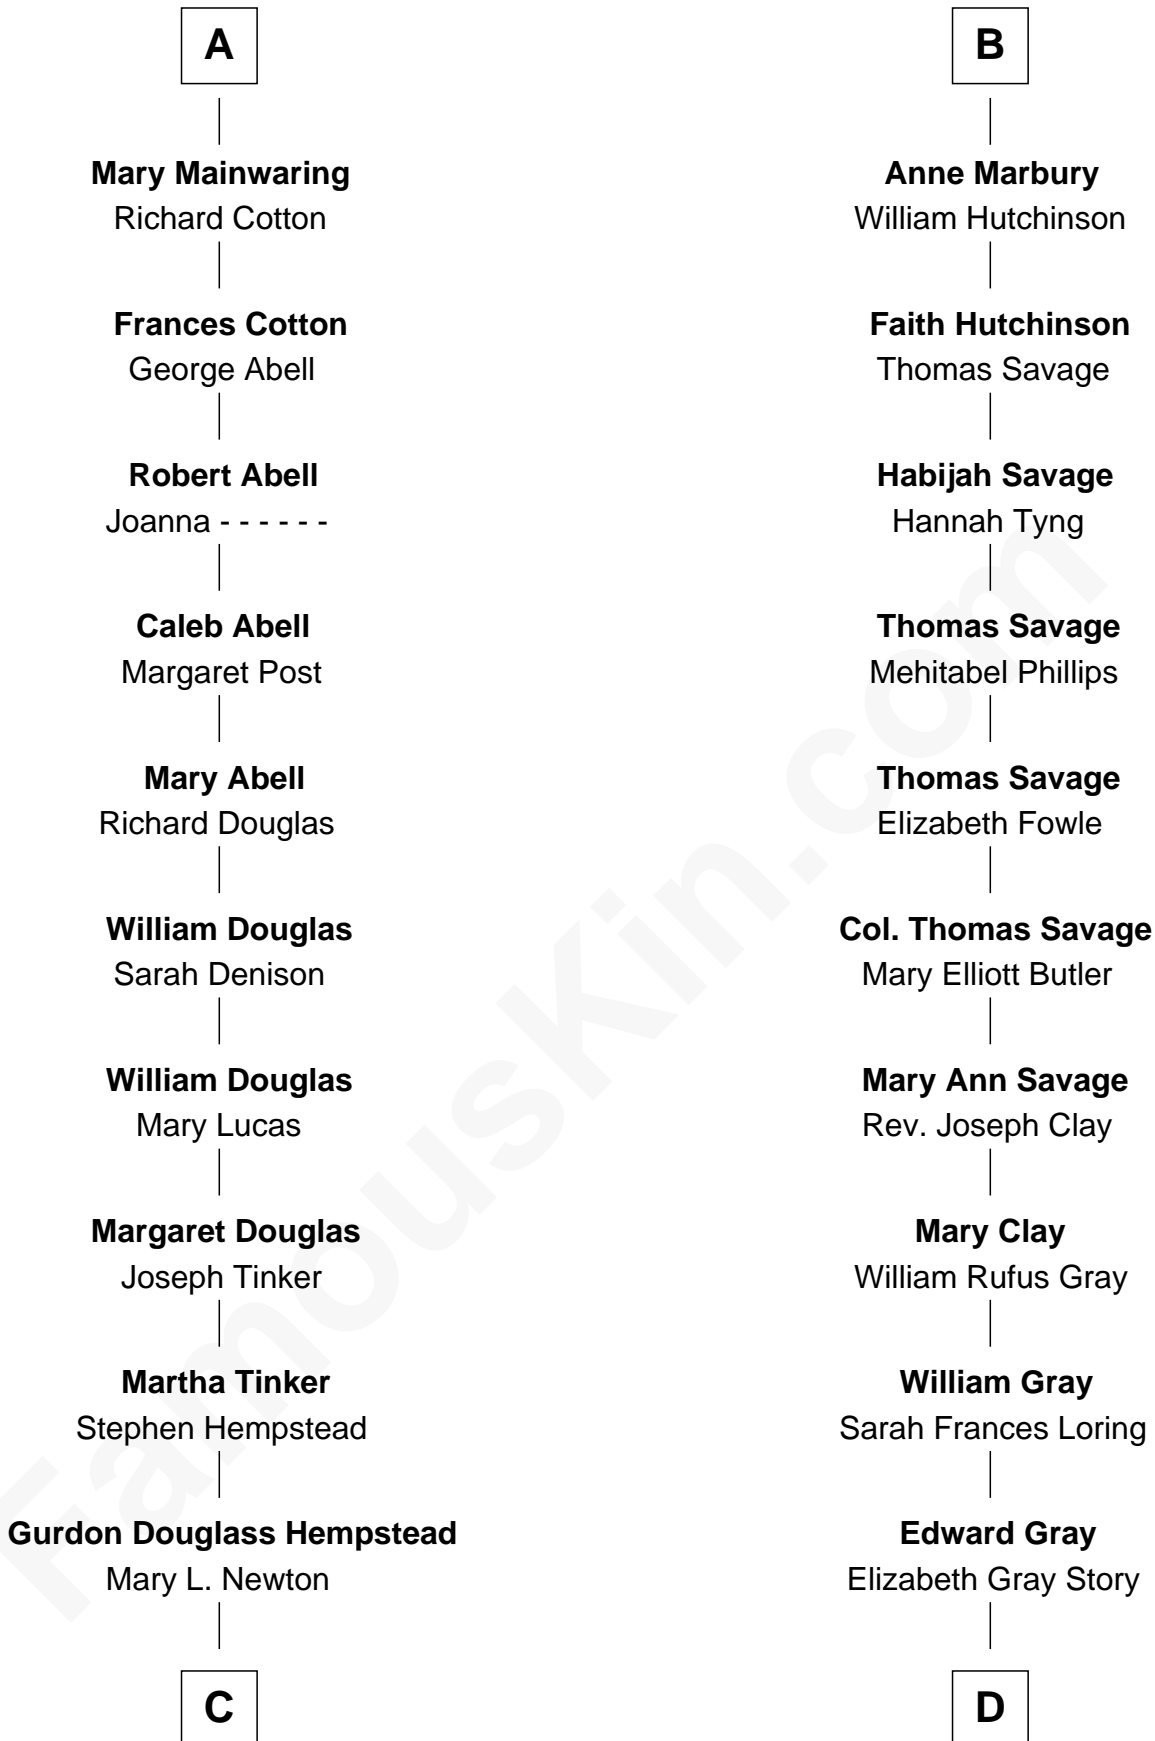 A
Mary Mainwaring
Richard Cotton
Frances Cotton
George Abell
Robert Abell
Joanna - - - - - -
Caleb Abell
Margaret Post
Mary Abell
Richard Douglas
William Douglas
Sarah Denison
William Douglas
Mary Lucas
Margaret Douglas
Joseph Tinker
Martha Tinker
Stephen Hempstead
Gurdon Douglass Hempstead
Mary L. Newton
C
B
Anne Marbury
William Hutchinson
Faith Hutchinson
Thomas Savage
Habijah Savage
Hannah Tyng
Thomas Savage
Mehitabel Phillips
Thomas Savage
Elizabeth Fowle
Col. Thomas Savage
Mary Elliott Butler
Mary Ann Savage
Rev. Joseph Clay
Mary Clay
William Rufus Gray
William Gray
Sarah Frances Loring
Edward Gray
Elizabeth Gray Story
D
FamousKin.com